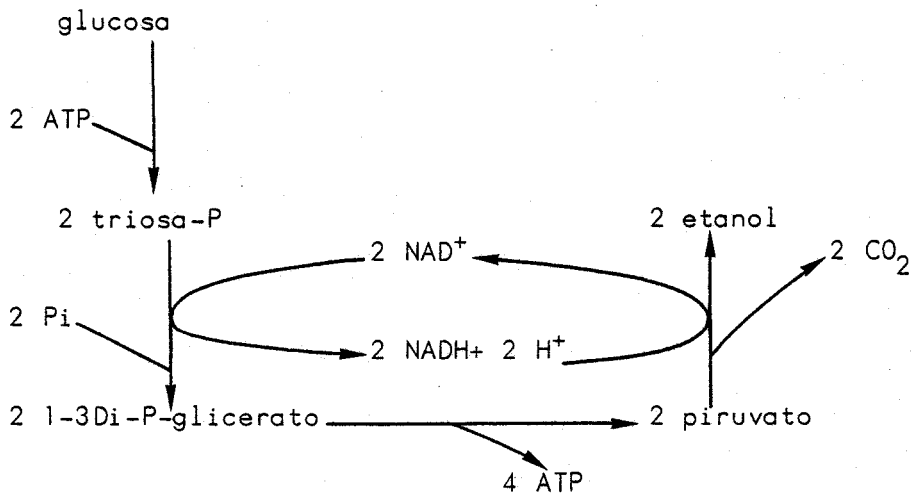 glucosa
2 ATP
2 triosa-P
2 etanol
2 NAD⁺
2 CO₂
2 Pi
2 NADH+ 2 H⁺
2 1-3Di-P-glicerato
2 piruvato
4 ATP